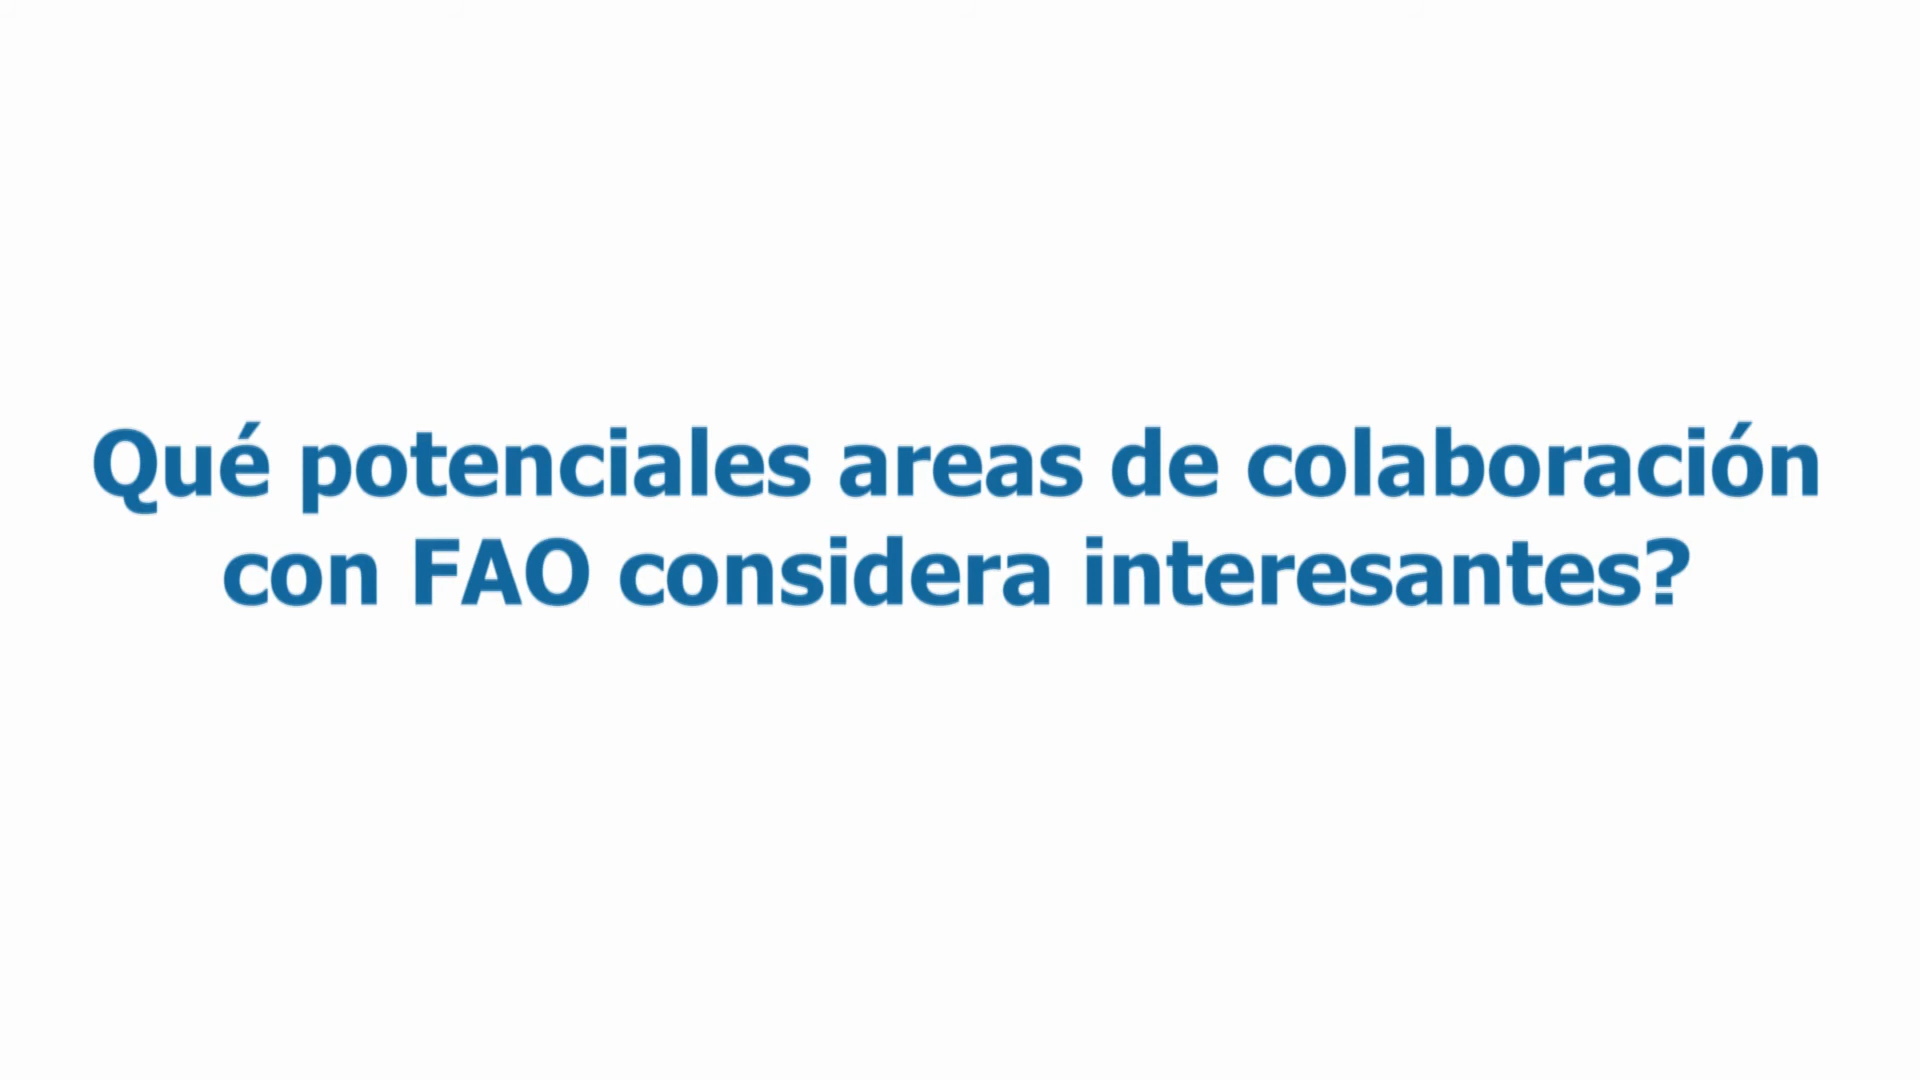 Qué potenciales areas de colaboración
con FAO considera interesantes?